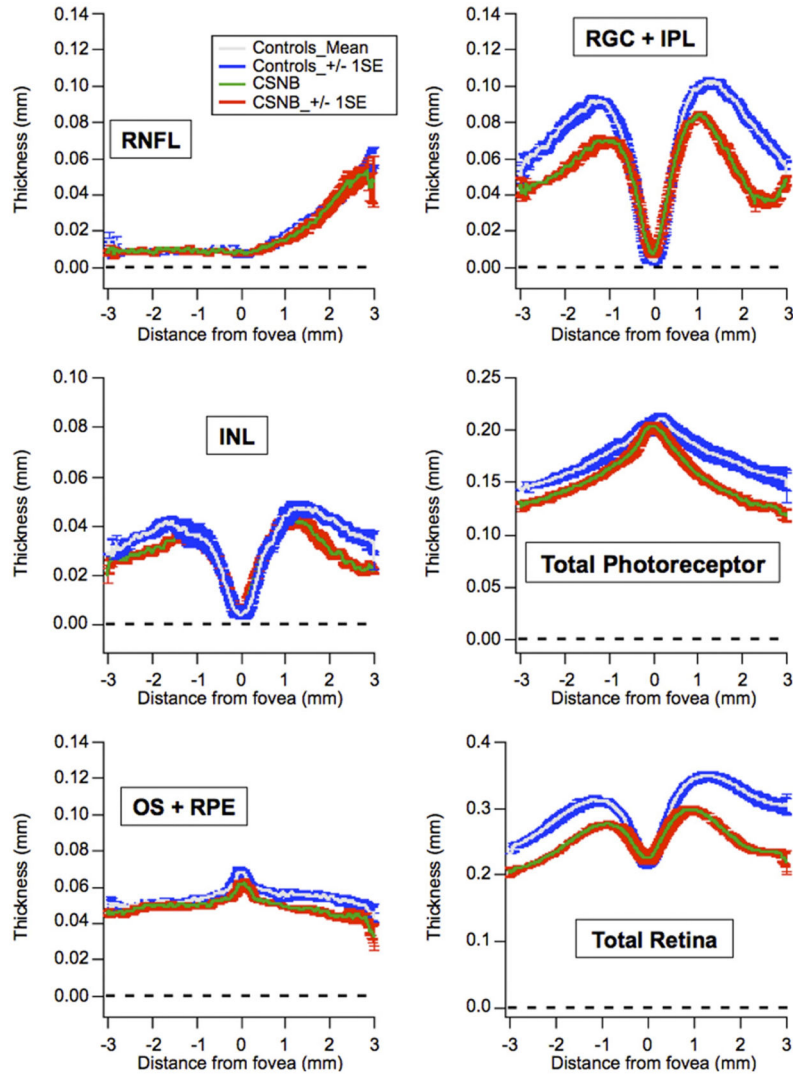 0.14
0.12
0.10
0.08
0.06
0.04
0.02
0.00
Thickness (mm)
RNFL
Controls_Mean
Controls_+/- 1SE
CSNB
CSNB_+/- 1SE
-3 -2 -1 0 1 2 3
Distance from fovea (mm)
0.14
0.12
0.10
0.08
0.06
0.04
0.02
0.00
Thickness (mm)
RGC + IPL
-3 -2 -1 0 1 2 3
Distance from fovea (mm)
0.10
0.08
0.06
0.04
0.02
0.00
Thickness (mm)
INL
-3 -2 -1 0 1 2 3
Distance from fovea (mm)
0.25
0.20
0.15
0.10
0.05
0.00
Thickness (mm)
Total Photoreceptor
-3 -2 -1 0 1 2 3
Distance from fovea (mm)
0.14
0.12
0.10
0.08
0.06
0.04
0.02
0.00
Thickness (mm)
OS + RPE
-3 -2 -1 0 1 2 3
Distance from fovea (mm)
0.4
0.3
0.2
0.1
0.0
Thickness (mm)
Total Retina
-3 -2 -1 0 1 2 3
Distance from fovea (mm)